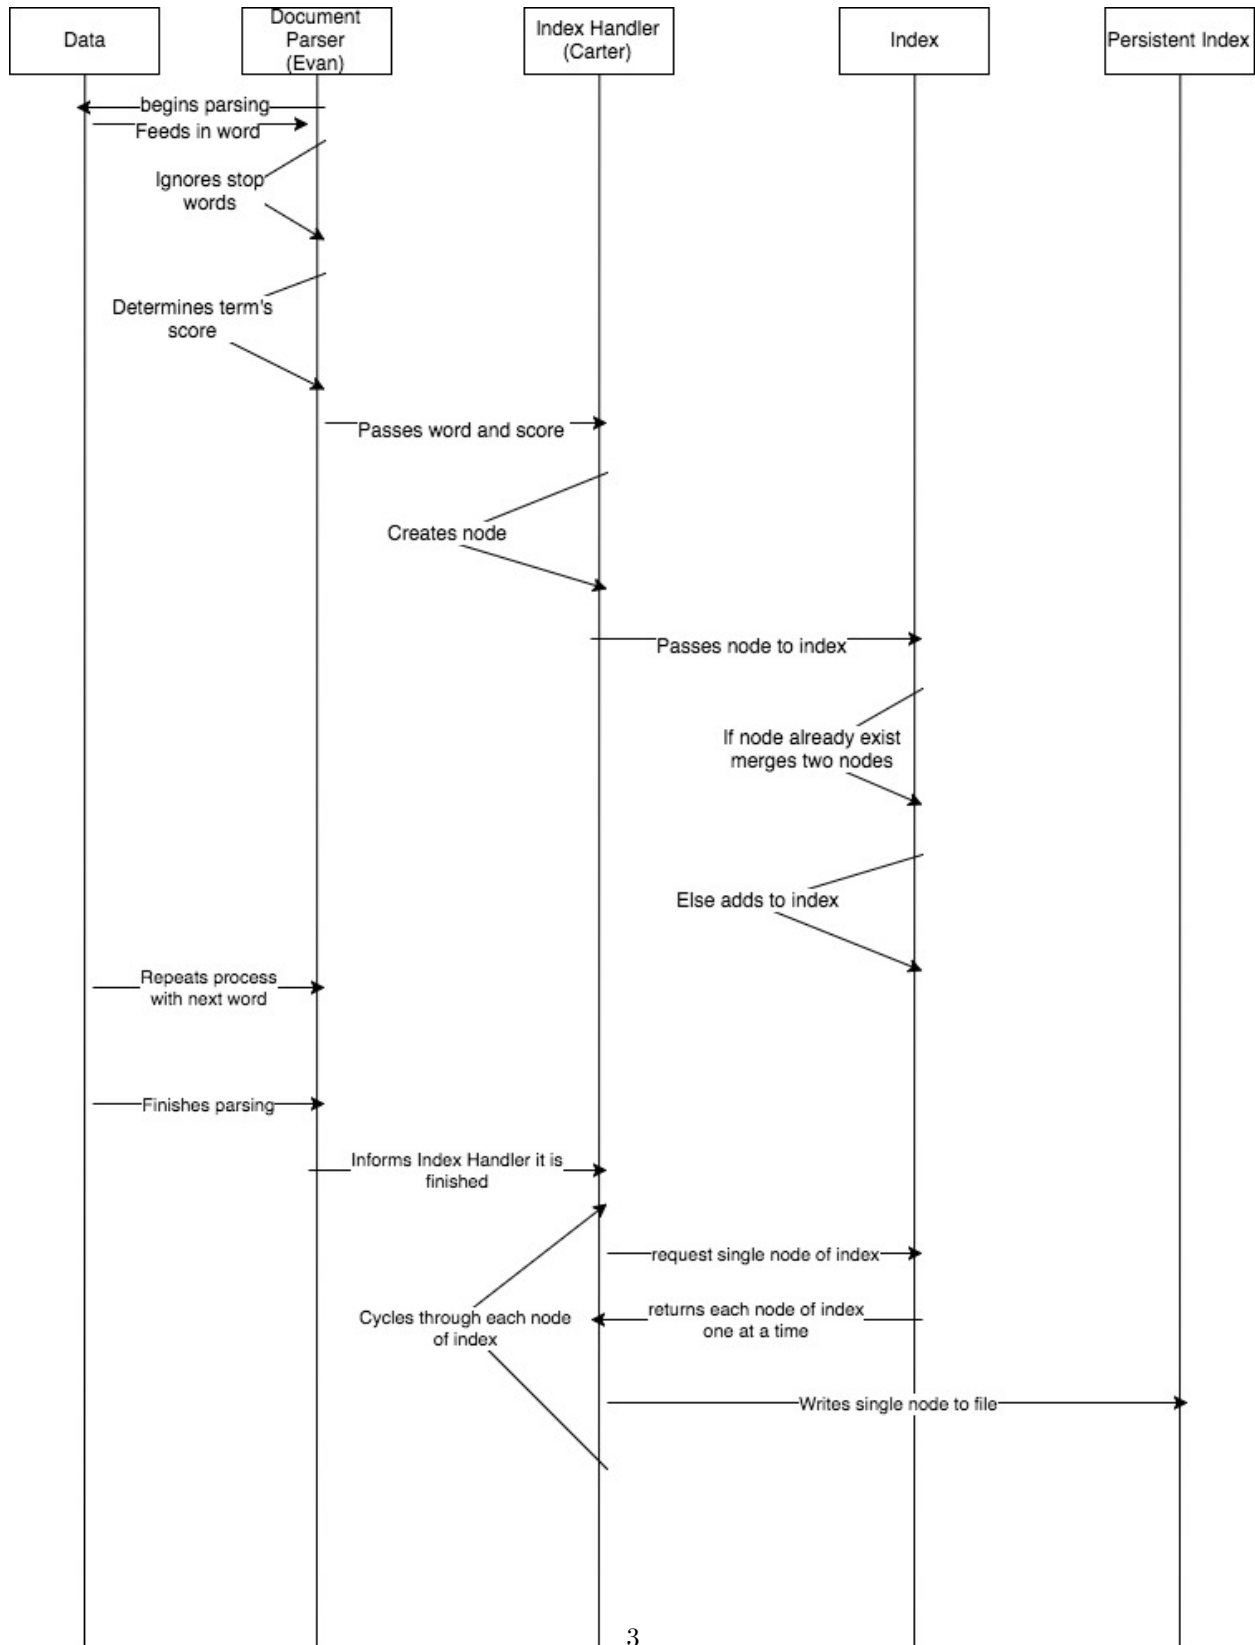 Data
Document
Parser
(Evan)
Index Handler
(Carter)
Index
Persistent Index
begins parsing
Feeds in word
Ignores stop
words
Determines term's
score
Passes word and score
Creates node
Passes node to index
If node already exist
merges two nodes
Else adds to index
Repeats process
with next word
Finishes parsing
Informs Index Handler it is
finished
request single node of index
Cycles through each node
of index
returns each node of index
one at a time
Writes single node to file
3